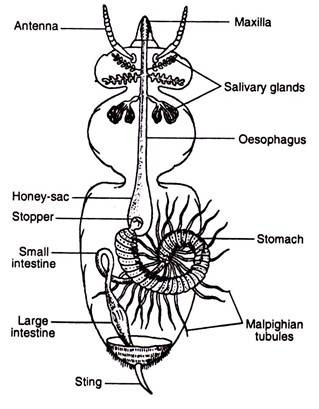 Antenna
Maxilla
Salivary glands
Oesophagus
Honey-sac
Stopper
Small
intestine
Stomach
Large
intestine
Malpighian
tubules
Sting